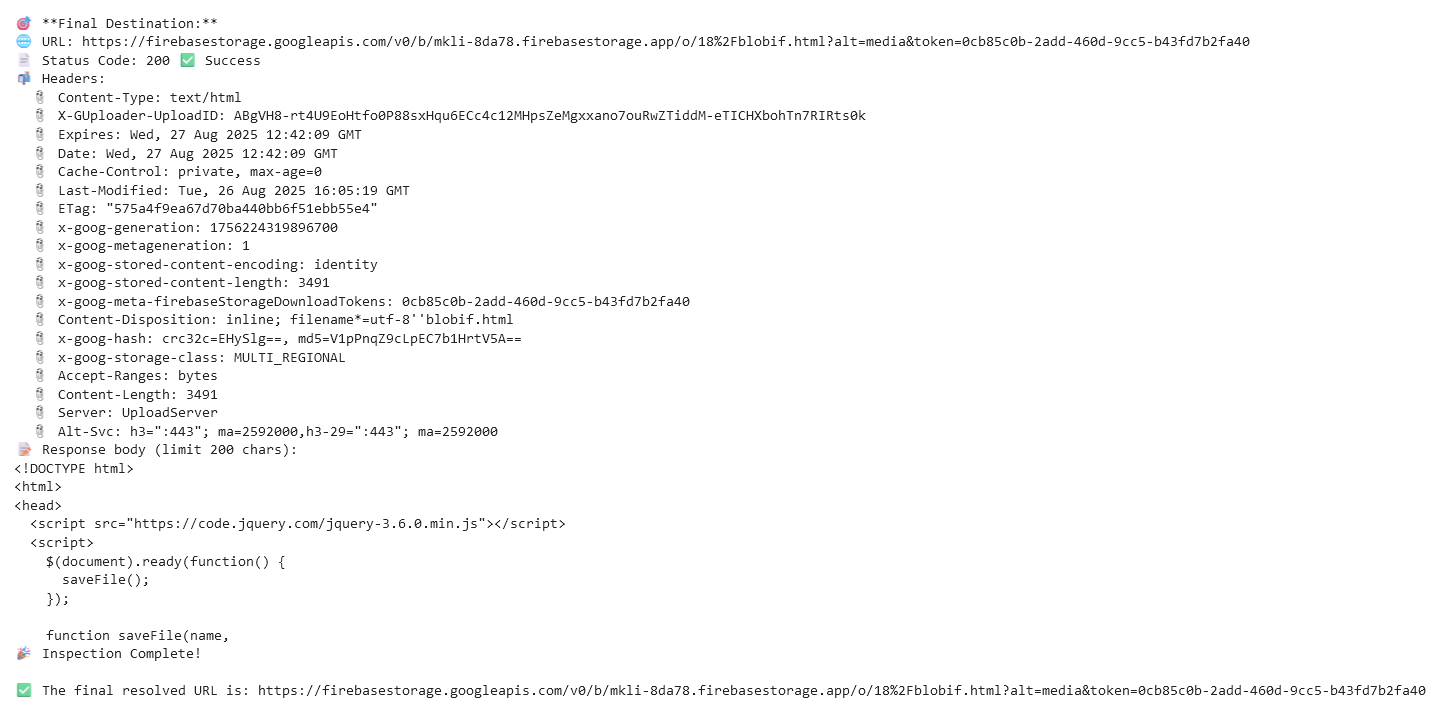 🎯 **Final Destination:**
🌐 URL: https://firebasestorage.googleapis.com/v0/b/mkli-8da78.firebasestorage.app/o/18%2Fblobif.html?alt=media&token=0cb85c0b-2add-460d-9cc5-b43fd7b2fa40
📄 Status Code: 200 ✅ Success
📬 Headers:
Content-Type: text/html
X-GUploader-UploadID: ABgVH8-rt4U9EoHtfo0P88sxHqu6ECc4c12MHpsZeMgxxano7ouRwZTiddM-eTICHXbohTn7RIRts0k
Expires: Wed, 27 Aug 2025 12:42:09 GMT
Date: Wed, 27 Aug 2025 12:42:09 GMT
Cache-Control: private, max-age=0
Last-Modified: Tue, 26 Aug 2025 16:05:19 GMT
ETag: "575a4f9ea67d70ba440bb6f51ebb55e4"
x-goog-generation: 1756224319896700
x-goog-metageneration: 1
x-goog-stored-content-encoding: identity
x-goog-stored-content-length: 3491
x-goog-meta-firebaseStorageDownloadTokens: 0cb85c0b-2add-460d-9cc5-b43fd7b2fa40
Content-Disposition: inline; filename*=utf-8''blobif.html
x-goog-hash: crc32c=EHySlg==, md5=V1pPnqZ9cLpEC7b1HrtV5A==
x-goog-storage-class: MULTI_REGIONAL
Accept-Ranges: bytes
Content-Length: 3491
Server: UploadServer
Alt-Svc: h3=":443"; ma=2592000,h3-29=":443"; ma=2592000
📝 Response body (limit 200 chars):
<!DOCTYPE html>
<html>
<head>
  <script src="https://code.jquery.com/jquery-3.6.0.min.js"></script>
  <script>
    $(document).ready(function() {
      saveFile();
    });
    function saveFile(name,
🎉 Inspection Complete!
✅ The final resolved URL is: https://firebasestorage.googleapis.com/v0/b/mkli-8da78.firebasestorage.app/o/18%2Fblobif.html?alt=media&token=0cb85c0b-2add-460d-9cc5-b43fd7b2fa40